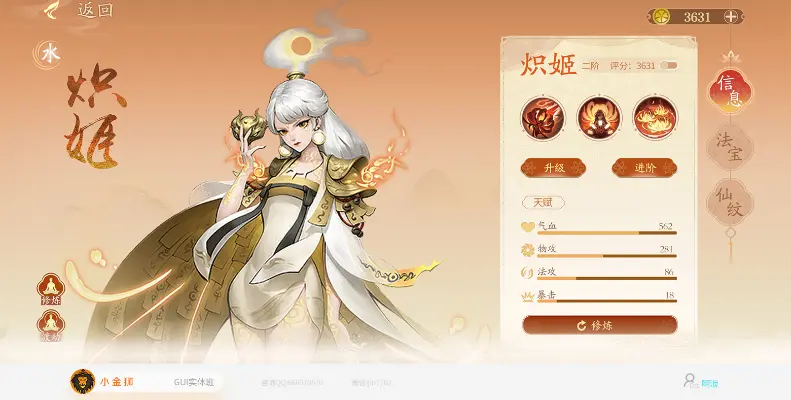 返回
3631
水
炽姬
炽姬 二阶 评分：3631
信息
升级 进阶
法宝
天赋
气血 562
仙纹
物攻 281
法攻 86
暴击 18
修炼
修炼
小金狮 GUI实体班